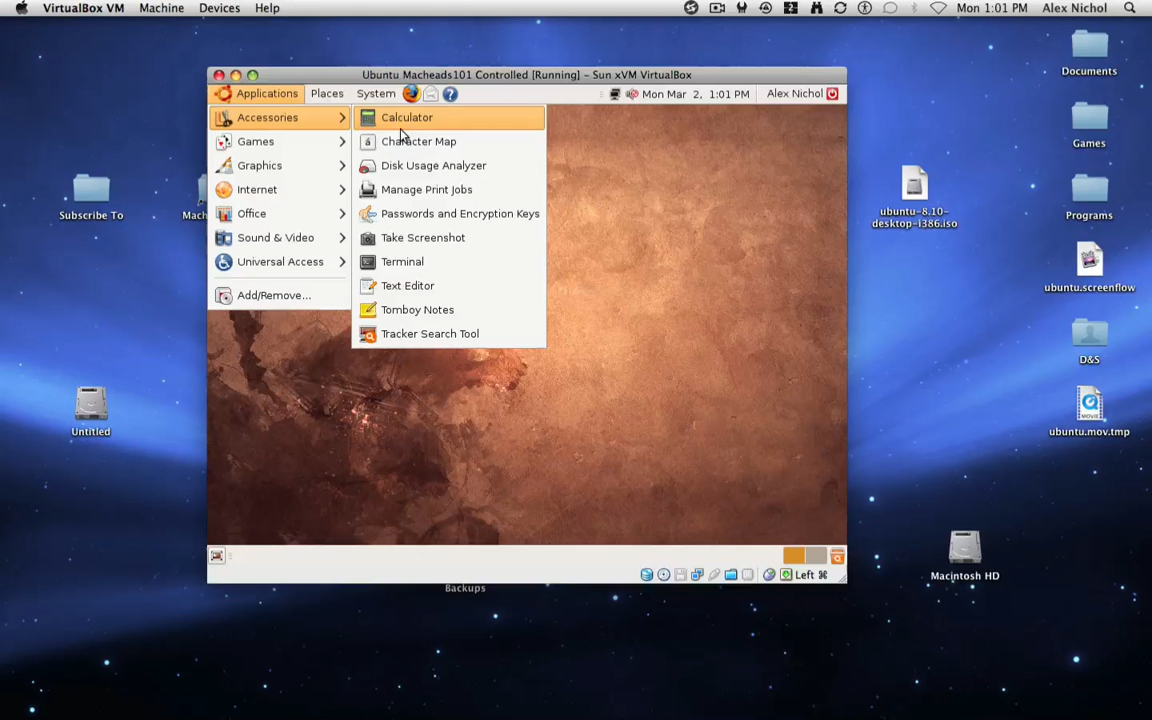 VirtualBox VM Machine Devices Help Mon 1:01 PM Alex Nichol
Documents
Games
Programs
ubuntu.screenflow
D&S
ubuntu.mov.tmp
Subscribe To
Mach
Untitled
ubuntu-8.10-
desktop-i386.iso
Macintosh HD
Backups
Ubuntu Macheads101 Controlled [Running] – Sun xVM VirtualBox
Applications Places System Mon Mar 2, 1:01 PM Alex Nichol
Accessories
Games
Graphics
Internet
Office
Sound & Video
Universal Access
Add/Remove...
Calculator
Character Map
Disk Usage Analyzer
Manage Print Jobs
Passwords and Encryption Keys
Take Screenshot
Terminal
Text Editor
Tomboy Notes
Tracker Search Tool
Left ⌘